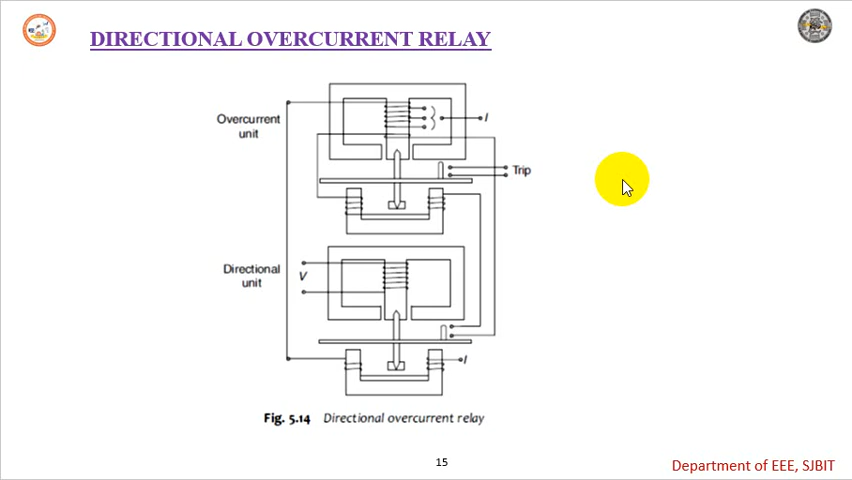 DIRECTIONAL OVERCURRENT RELAY
Overcurrent
unit
I
Trip
Directional
unit
V
I
Fig. 5.14 Directional overcurrent relay
15
Department of EEE, SJBIT